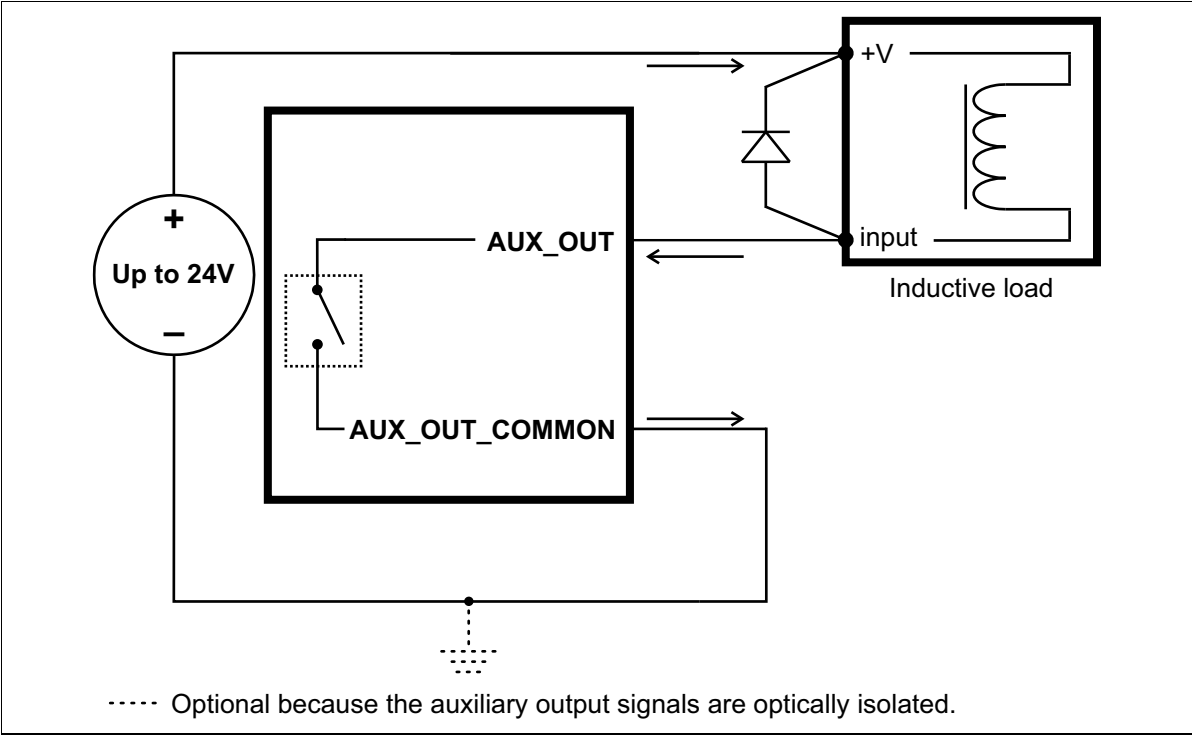 +V
+
Up to 24V
–
AUX_OUT
input
Inductive load
AUX_OUT_COMMON
Optional because the auxiliary output signals are optically isolated.